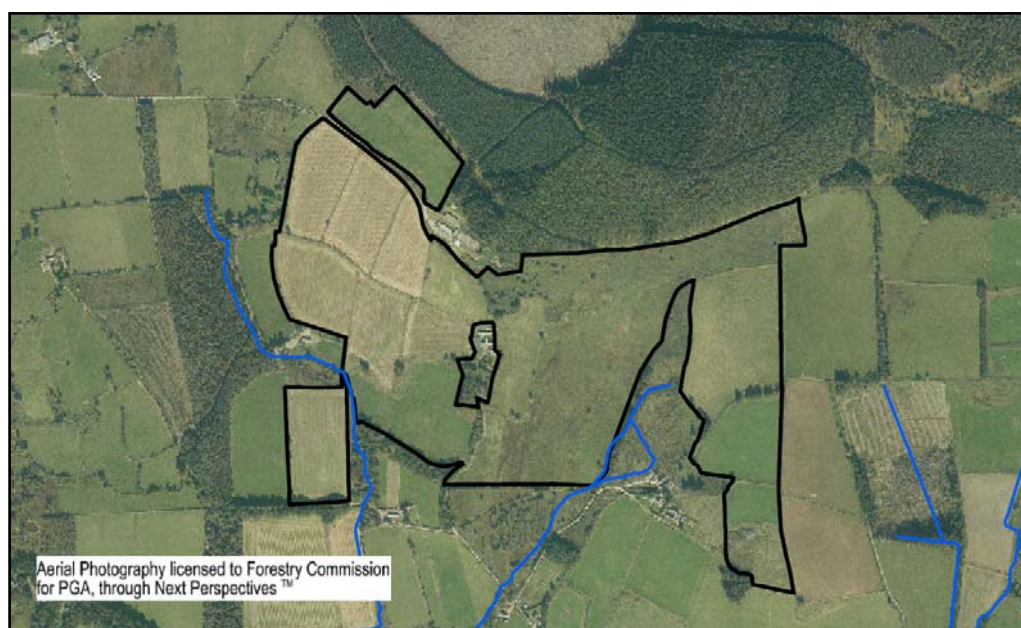 Aerial Photography licensed to Forestry Commission
for PGA, through Next Perspectives ™